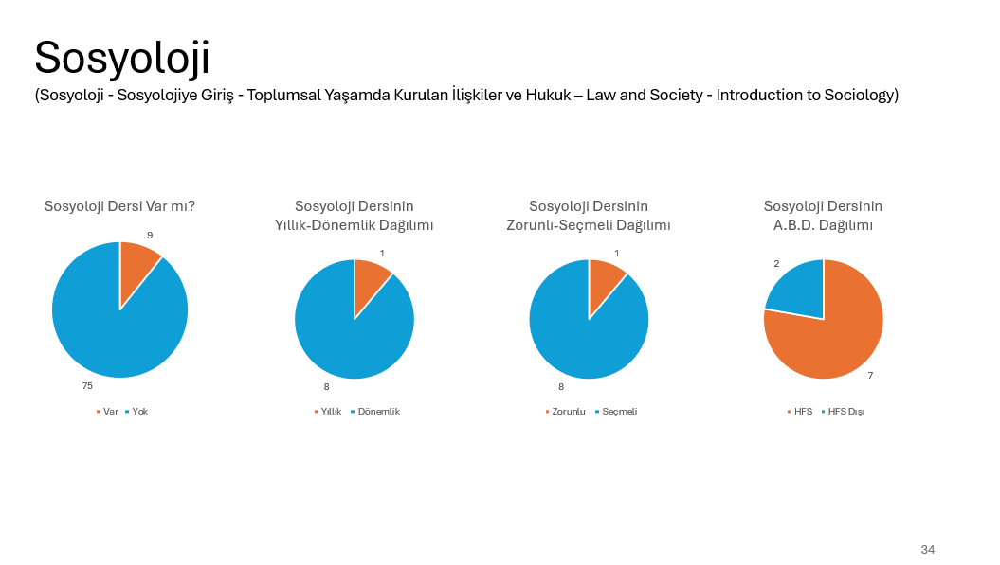 Sosyoloji
(Sosyoloji - Sosyolojiye Giriş - Toplumsal Yaşamda Kurulan İlişkiler ve Hukuk – Law and Society - Introduction to Sociology)
Sosyoloji Dersi Var mı?
9
75
Var Yok
Sosyoloji Dersinin
Yıllık-Dönemlik Dağılımı
1
8
Yıllık Dönemlik
Sosyoloji Dersinin
Zorunlı-Seçmeli Dağılımı
1
8
Zorunlu Seçmeli
Sosyoloji Dersinin
A.B.D. Dağılımı
2
7
HFS HFS Dışı
34